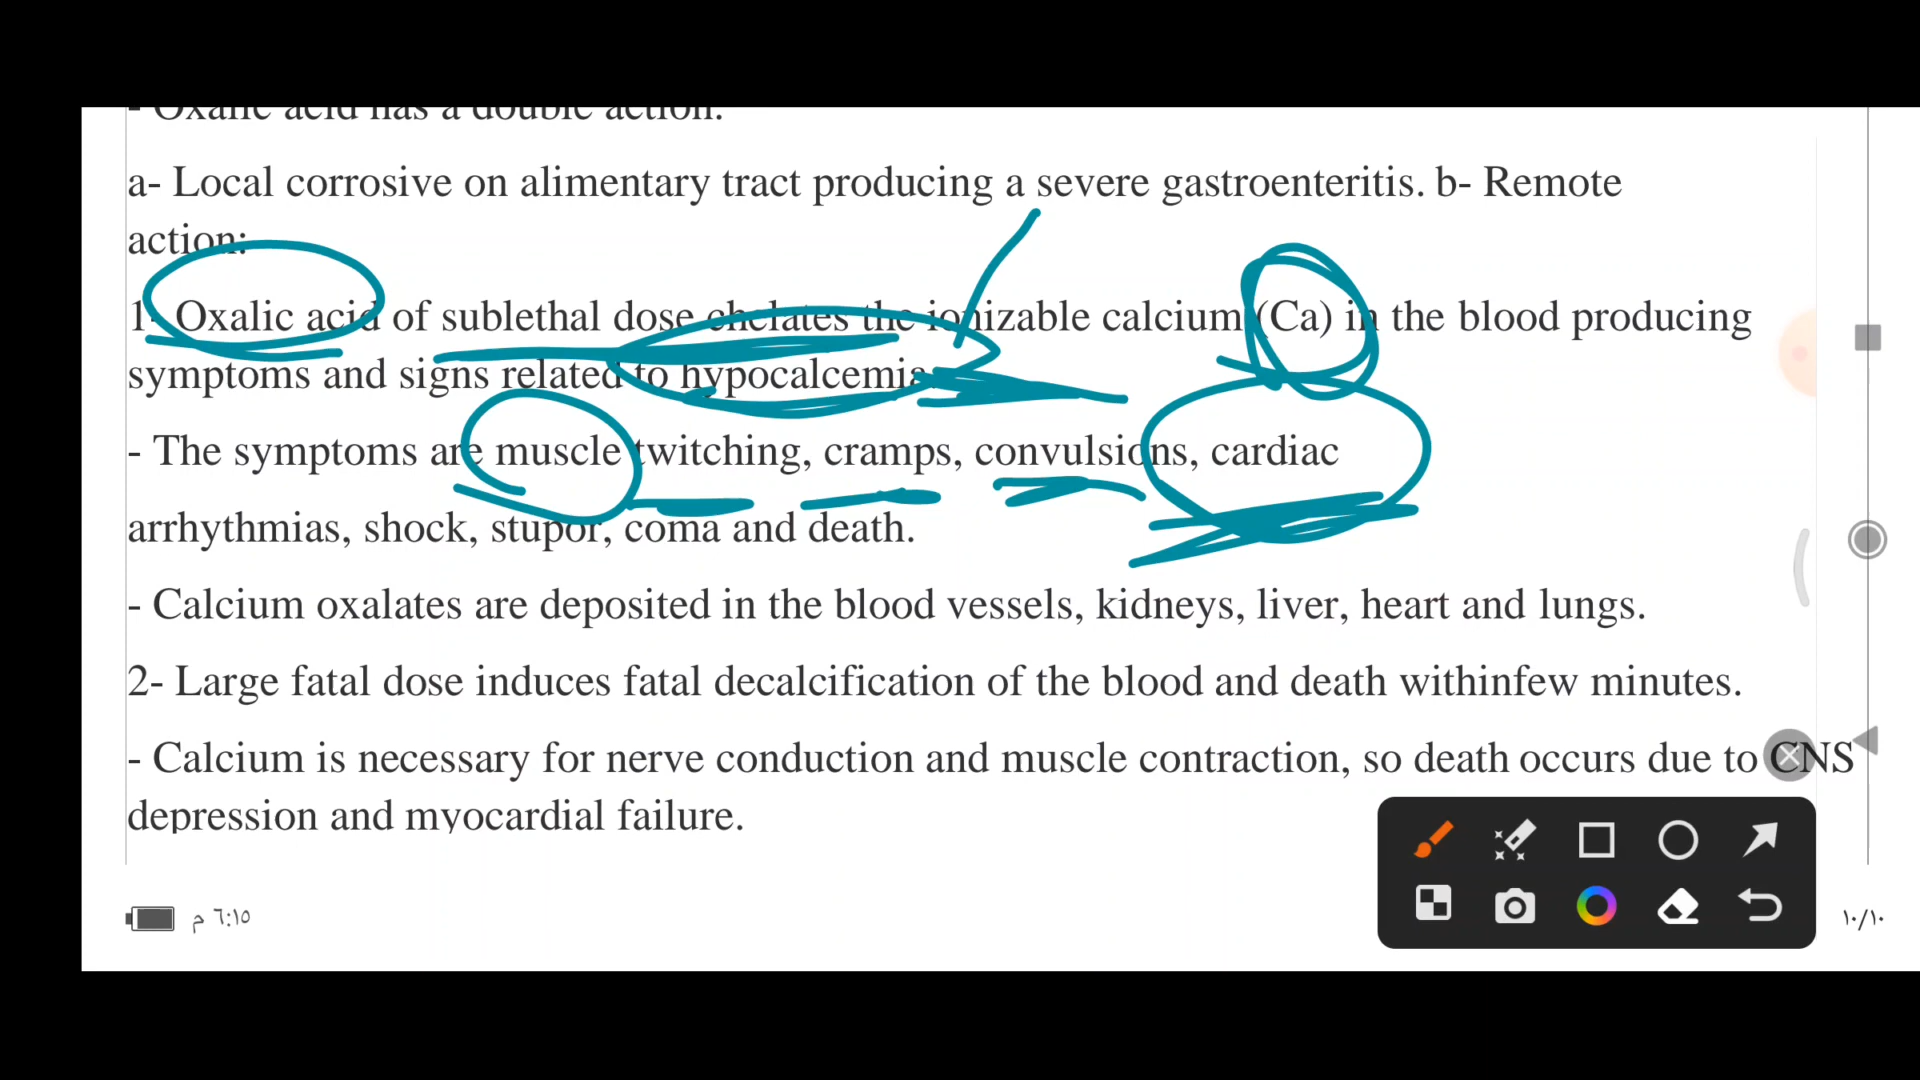 - Oxalic acid has a double action.
a- Local corrosive on alimentary tract producing a severe gastroenteritis. b- Remote
action:
1- Oxalic acid of sublethal dose chelates the ionizable calcium (Ca) in the blood producing
symptoms and signs related to hypocalcemia.
- The symptoms are muscle twitching, cramps, convulsions, cardiac
arrhythmias, shock, stupor, coma and death.
- Calcium oxalates are deposited in the blood vessels, kidneys, liver, heart and lungs.
2- Large fatal dose induces fatal decalcification of the blood and death withinfew minutes.
- Calcium is necessary for nerve conduction and muscle contraction, so death occurs due to CNS
depression and myocardial failure.
٦:١٥ م
١٠/١٠